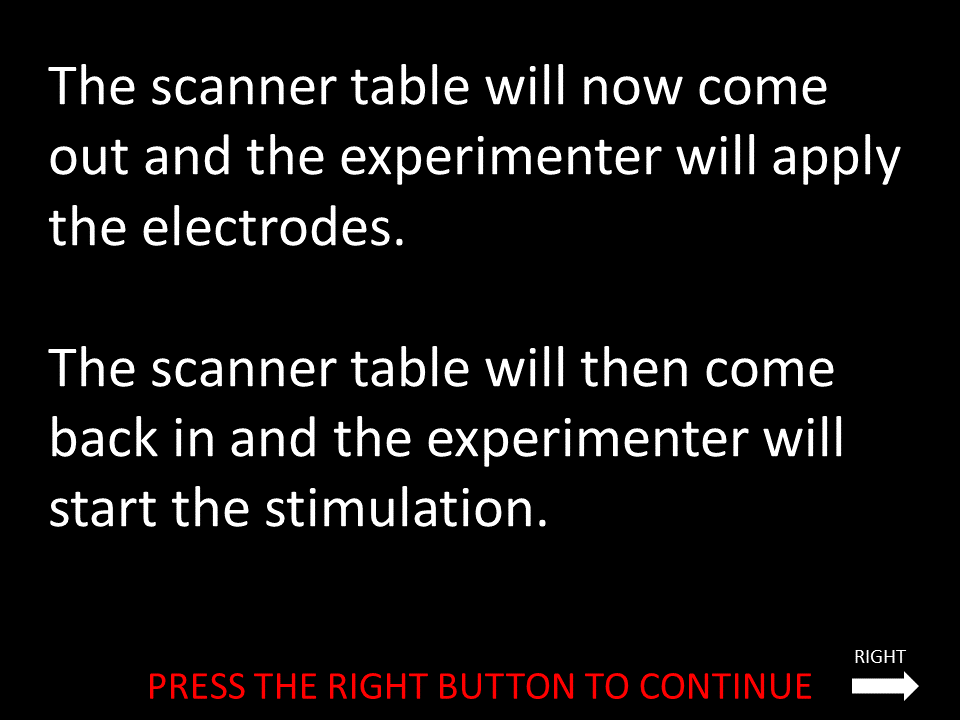 The scanner table will now come
out and the experimenter will apply
the electrodes.
The scanner table will then come
back in and the experimenter will
start the stimulation.
RIGHT
PRESS THE RIGHT BUTTON TO CONTINUE